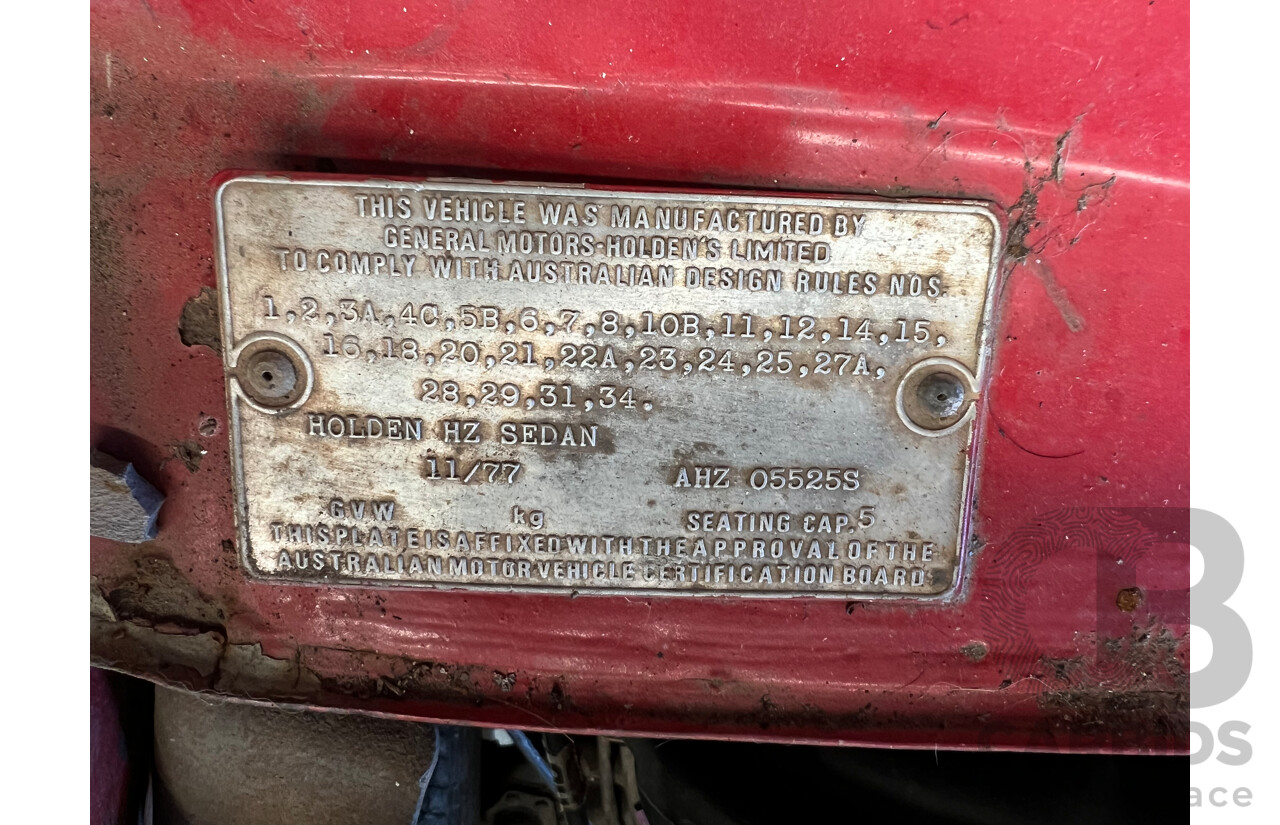 THIS VEHICLE WAS MANUFACTURED BY
GENERAL MOTORS-HOLDEN'S LIMITED
TO COMPLY WITH AUSTRALIAN DESIGN RULES NOS.
1,2,3A,4C,5B,6,7,8,10B,11,12,14,15,
16,18,20,21,22A,23,24,25,27A,
28,29,31,34.
HOLDEN HZ SEDAN
11/77 AHZ 05525S
GVW kg SEATING CAP. 5
THIS PLATE IS AFFIXED WITH THE APPROVAL OF THE
AUSTRALIAN MOTOR VEHICLE CERTIFICATION BOARD